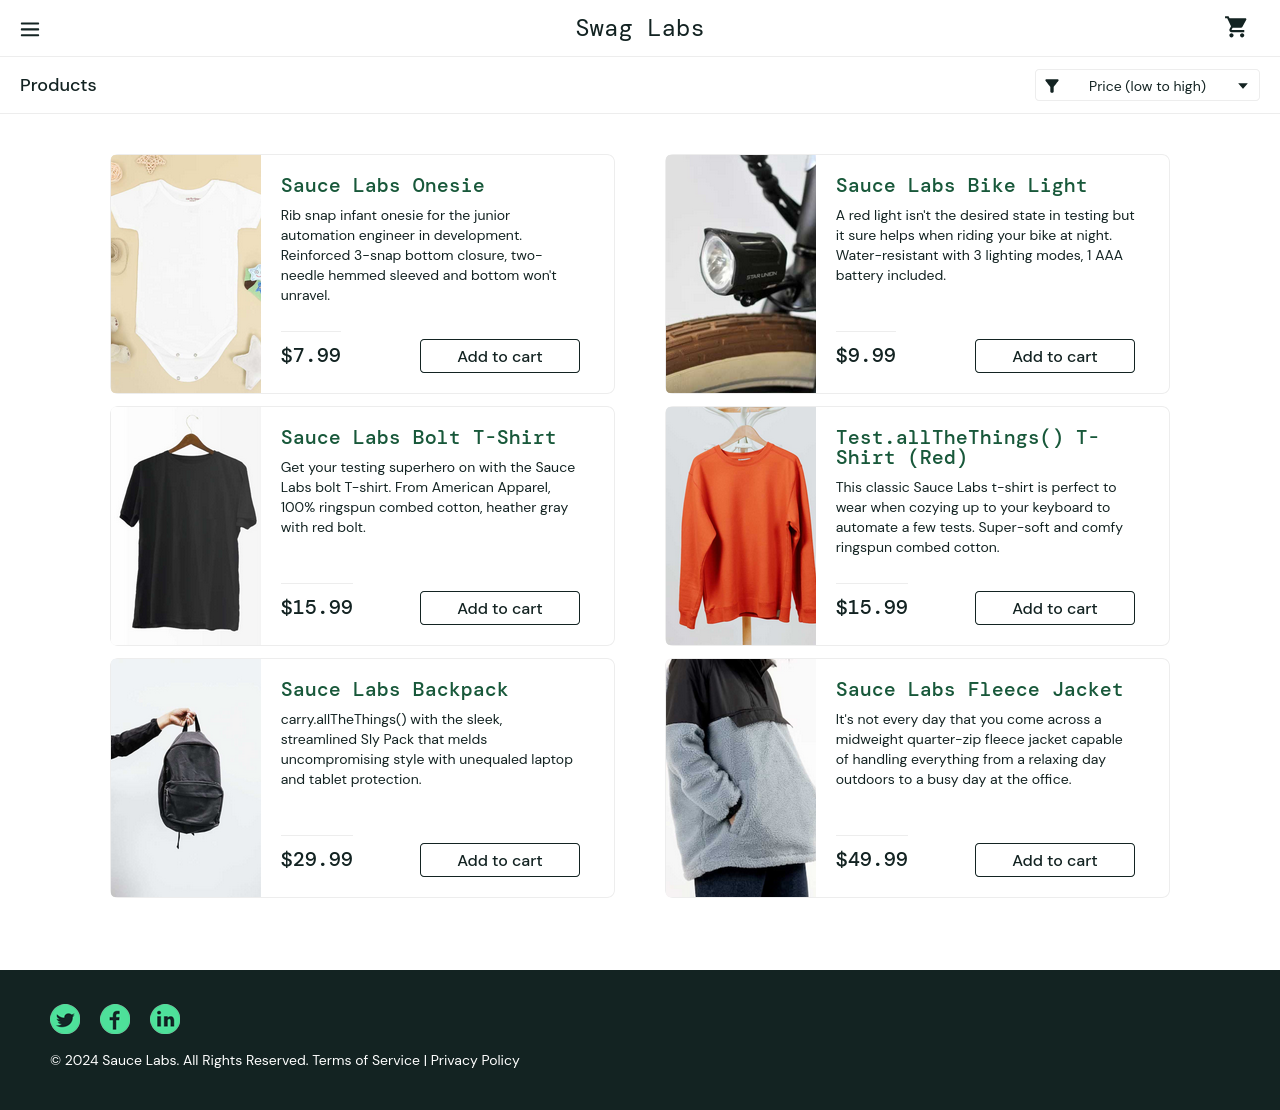 Swag Labs
Products
Price (low to high)
Sauce Labs Onesie
Rib snap infant onesie for the junior
automation engineer in development.
Reinforced 3-snap bottom closure, two-
needle hemmed sleeved and bottom won't
unravel.
$7.99
Add to cart
Sauce Labs Bike Light
A red light isn't the desired state in testing but
it sure helps when riding your bike at night.
Water-resistant with 3 lighting modes, 1 AAA
battery included.
$9.99
Add to cart
STAR UNION
Sauce Labs Bolt T-Shirt
Get your testing superhero on with the Sauce
Labs bolt T-shirt. From American Apparel,
100% ringspun combed cotton, heather gray
with red bolt.
$15.99
Add to cart
Test.allTheThings() T-
Shirt (Red)
This classic Sauce Labs t-shirt is perfect to
wear when cozying up to your keyboard to
automate a few tests. Super-soft and comfy
ringspun combed cotton.
$15.99
Add to cart
Sauce Labs Backpack
carry.allTheThings() with the sleek,
streamlined Sly Pack that melds
uncompromising style with unequaled laptop
and tablet protection.
$29.99
Add to cart
Sauce Labs Fleece Jacket
It's not every day that you come across a
midweight quarter-zip fleece jacket capable
of handling everything from a relaxing day
outdoors to a busy day at the office.
$49.99
Add to cart
© 2024 Sauce Labs. All Rights Reserved. Terms of Service | Privacy Policy